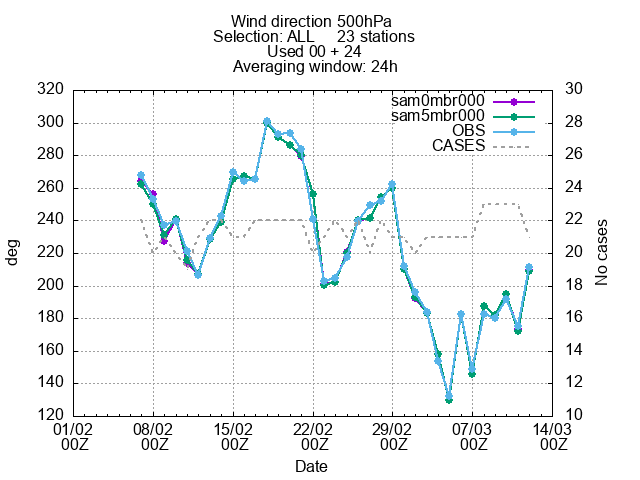 Wind direction 500hPa
Selection: ALL 23 stations
Used 00 + 24
Averaging window: 24h
320 30
300 28
280 26
260 24
240 22
220 20
200 18
180 16
160 14
140 12
120 10
sam0mbr000
sam5mbr000
OBS
CASES
deg
No cases
01/02 08/02 15/02 22/02 29/02 07/03 14/03
00Z 00Z 00Z 00Z 00Z 00Z 00Z
Date